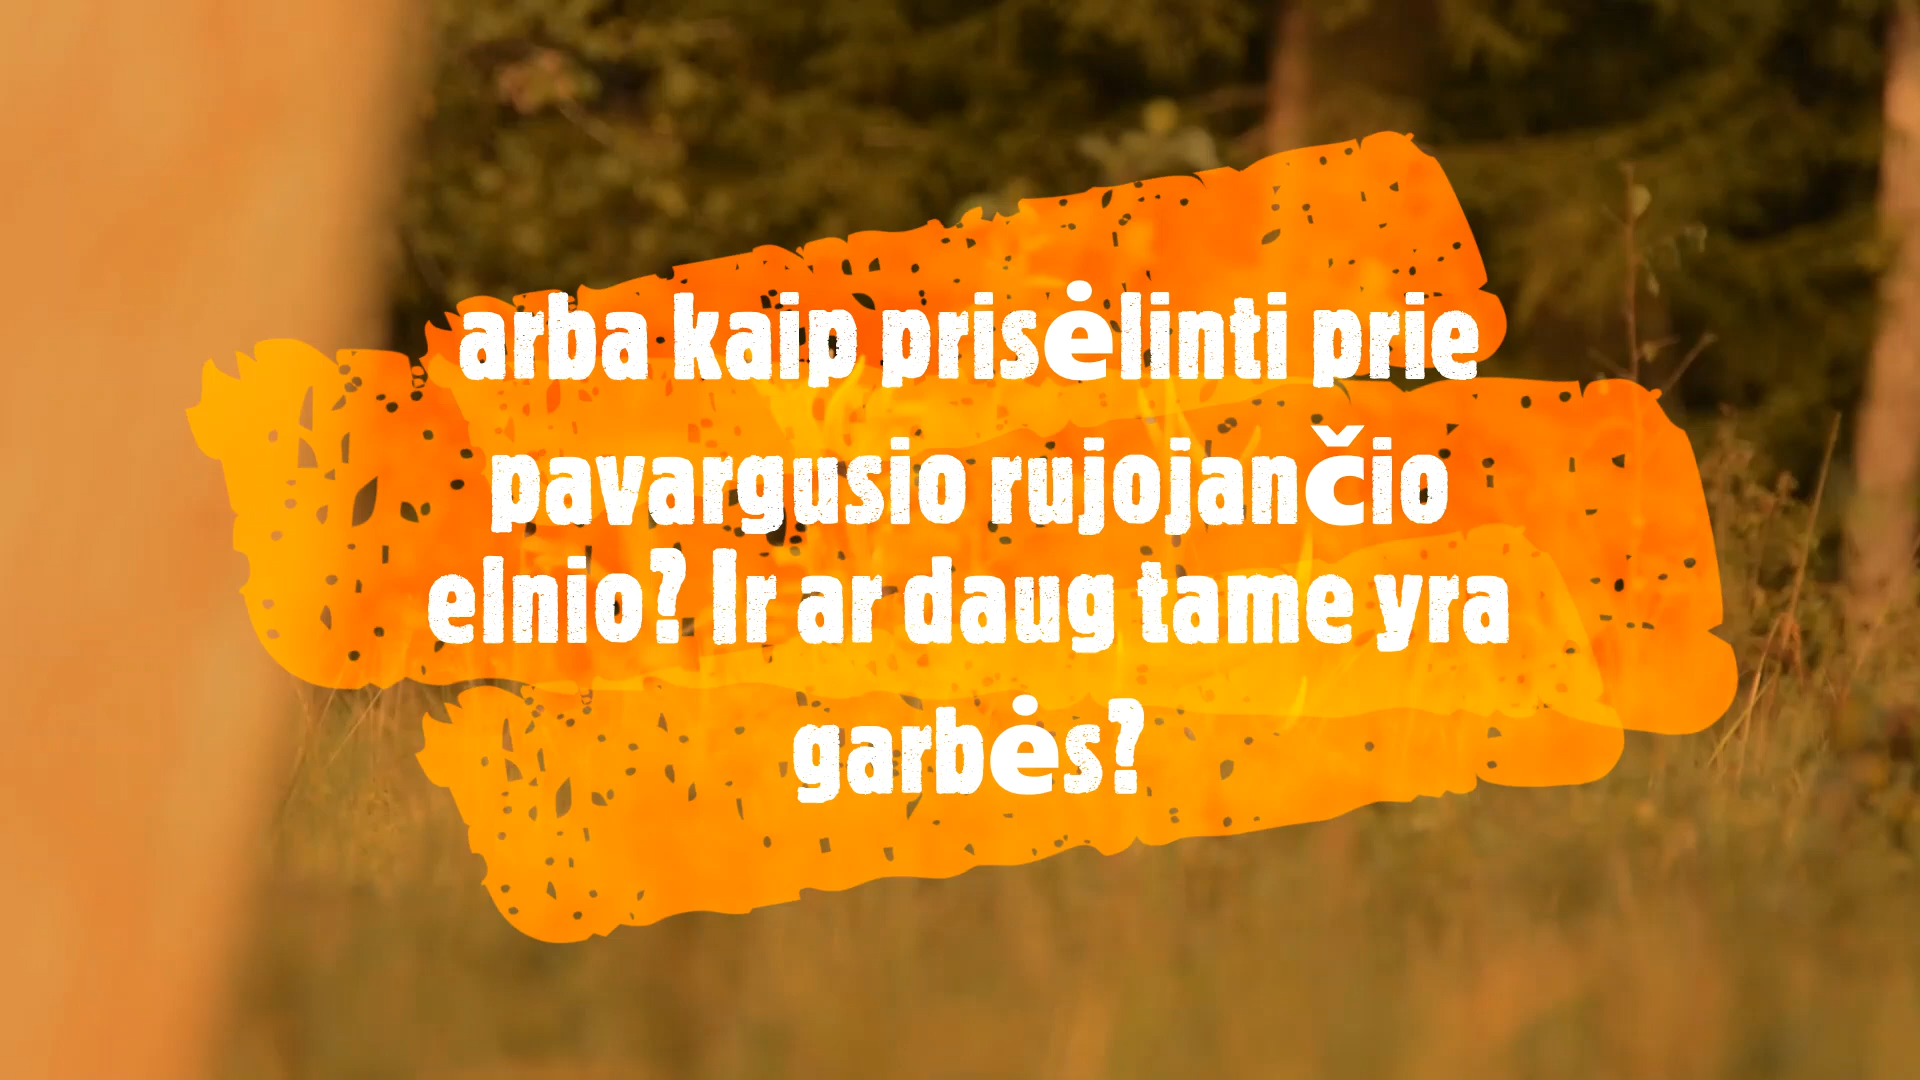 arba kaip prisėlinti prie
pavargusio rujojančio
elnio? Ir ar daug tame yra
garbės?